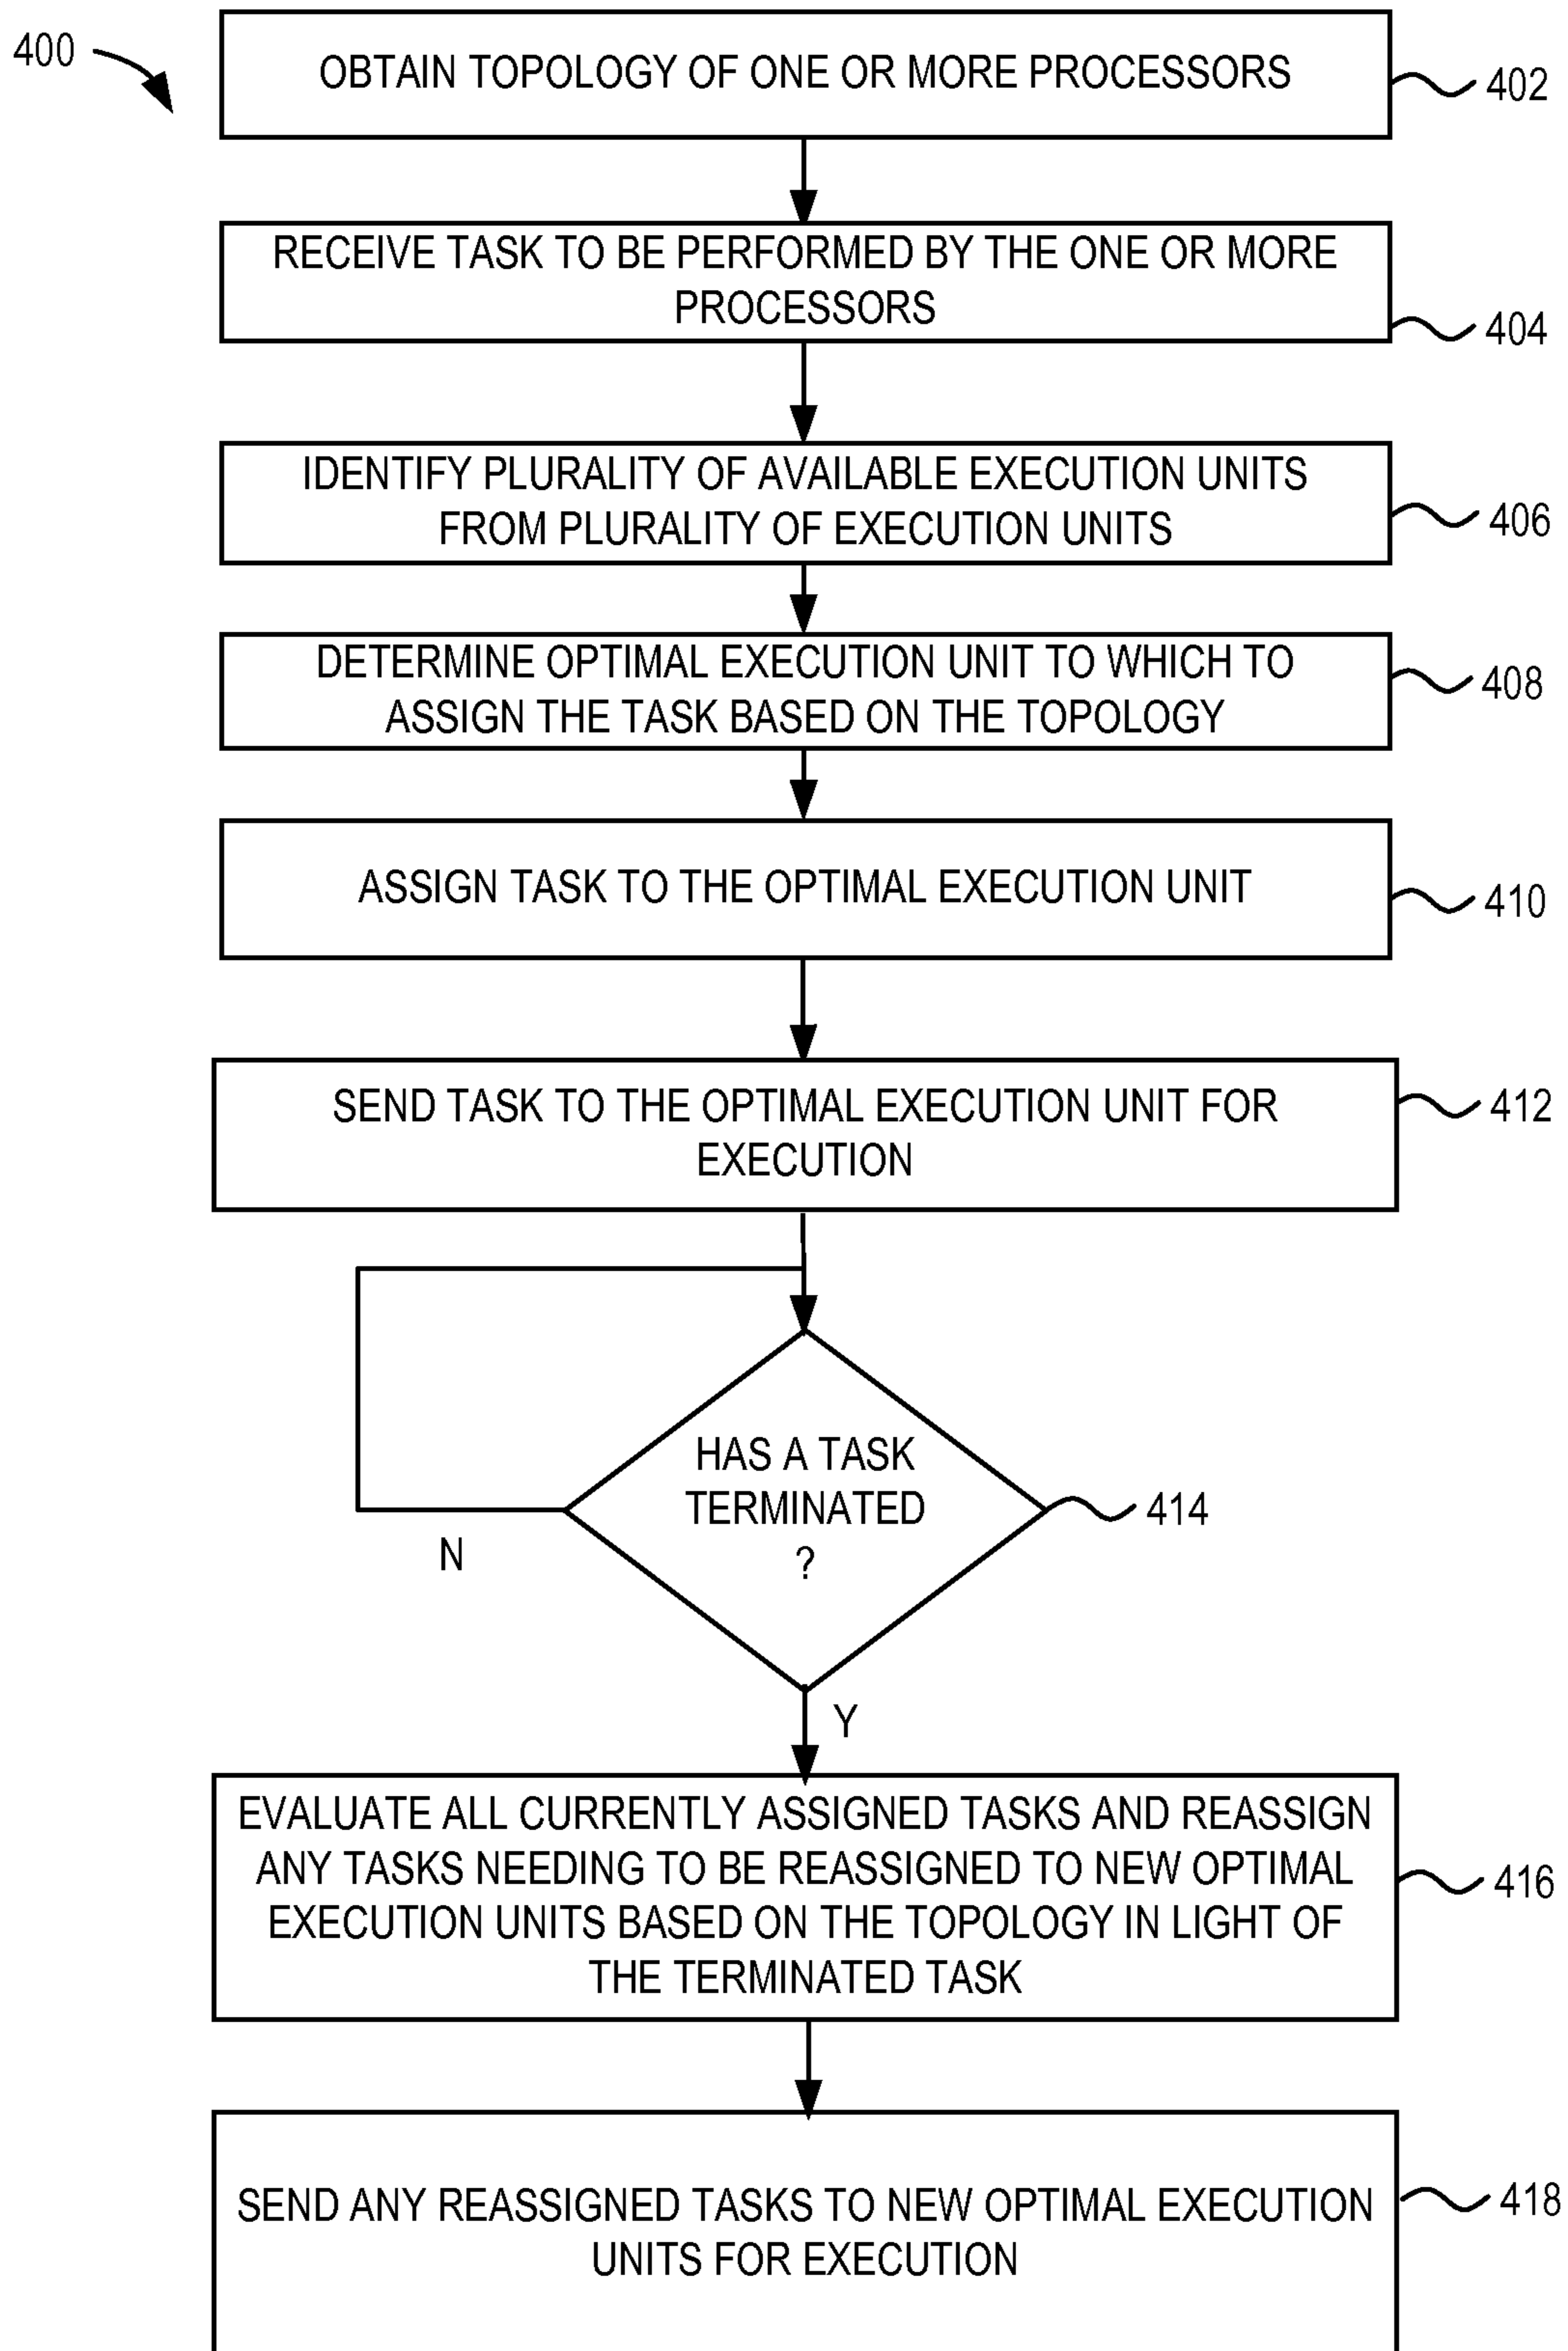 400
OBTAIN TOPOLOGY OF ONE OR MORE PROCESSORS
402
RECEIVE TASK TO BE PERFORMED BY THE ONE OR MORE
PROCESSORS
404
IDENTIFY PLURALITY OF AVAILABLE EXECUTION UNITS
FROM PLURALITY OF EXECUTION UNITS
406
DETERMINE OPTIMAL EXECUTION UNIT TO WHICH TO
ASSIGN THE TASK BASED ON THE TOPOLOGY
408
ASSIGN TASK TO THE OPTIMAL EXECUTION UNIT
410
SEND TASK TO THE OPTIMAL EXECUTION UNIT FOR
EXECUTION
412
HAS A TASK
TERMINATED
?
414
N
Y
EVALUATE ALL CURRENTLY ASSIGNED TASKS AND REASSIGN
ANY TASKS NEEDING TO BE REASSIGNED TO NEW OPTIMAL
EXECUTION UNITS BASED ON THE TOPOLOGY IN LIGHT OF
THE TERMINATED TASK
416
SEND ANY REASSIGNED TASKS TO NEW OPTIMAL EXECUTION
UNITS FOR EXECUTION
418